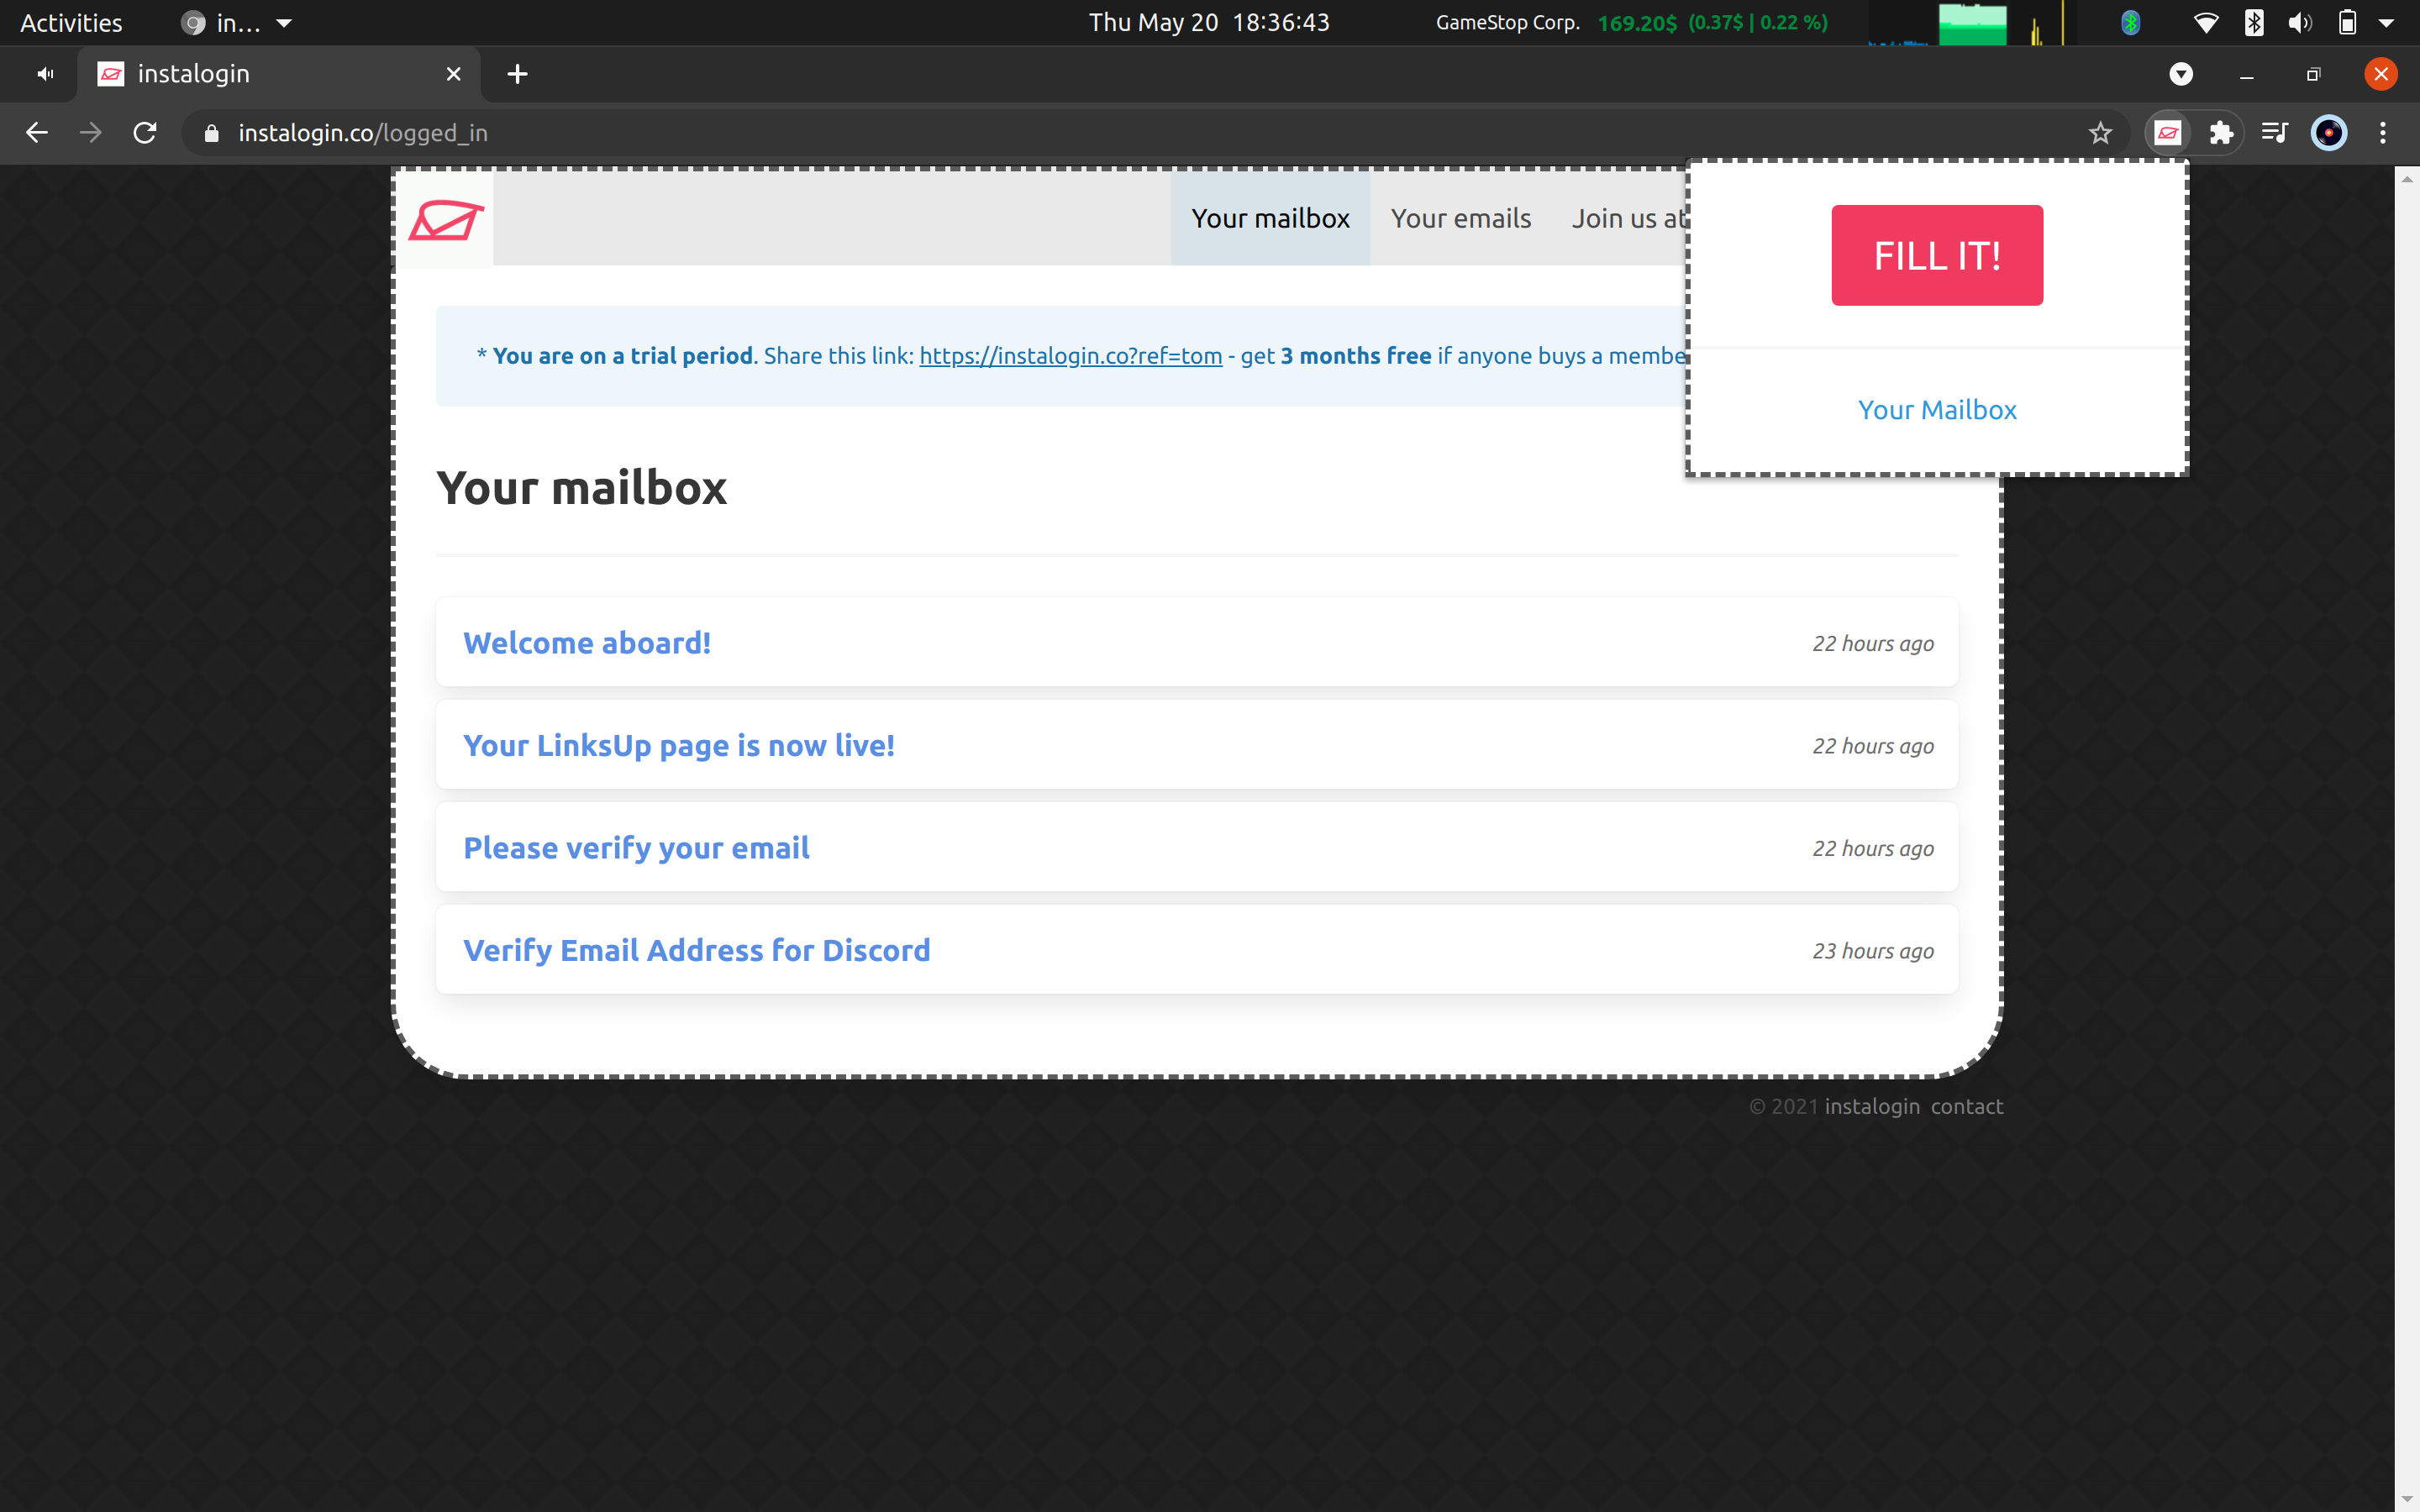 Activities in… Thu May 20 18:36:43 GameStop Corp. 169.20$ (0.37$ | 0.22 %)
instalogin
instalogin.co/logged_in
Your mailbox Your emails Join us at
FILL IT!
* You are on a trial period. Share this link: https://instalogin.co?ref=tom - get 3 months free if anyone buys a membe
Your Mailbox
Your mailbox
Welcome aboard! 22 hours ago
Your LinksUp page is now live! 22 hours ago
Please verify your email 22 hours ago
Verify Email Address for Discord 23 hours ago
© 2021 instalogin contact